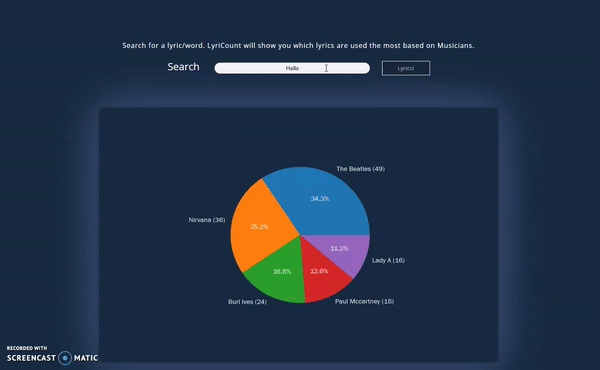 Search for a lyric/word. LyriCount will show you which lyrics are used the most based on Musicians.
Search
Hallo
Lyrics!
The Beatles (49)
34.3%
Nirvana (36)
25.2%
11.2%
Lady A (16)
16.8%
12.6%
Burl Ives (24)
Paul Mccartney (18)
RECORDED WITH
SCREENCAST MATIC